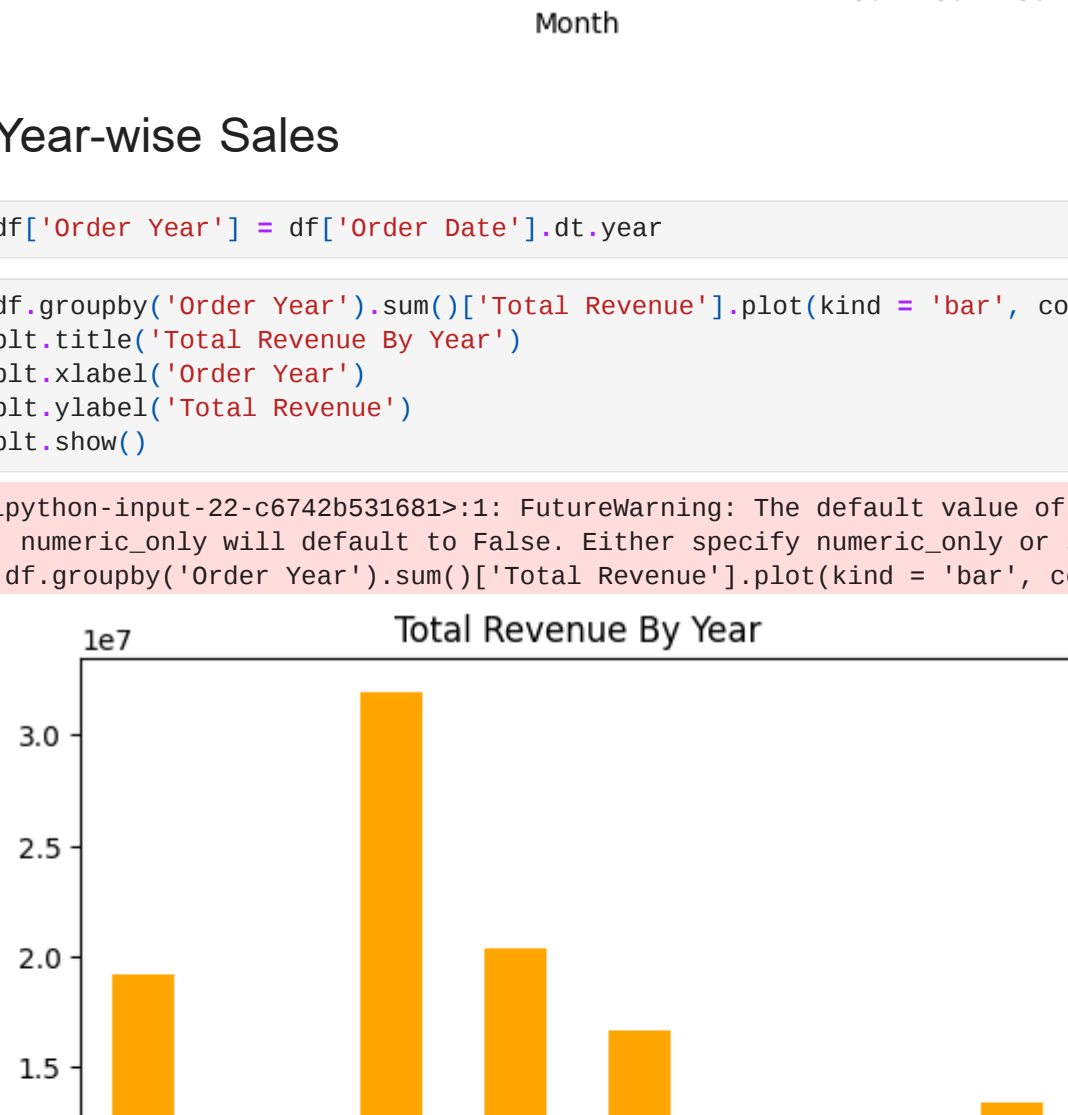 Month
Year-wise Sales
df['Order Year'] = df['Order Date'].dt.year
df.groupby('Order Year').sum()['Total Revenue'].plot(kind = 'bar', co
plt.title('Total Revenue By Year')
plt.xlabel('Order Year')
plt.ylabel('Total Revenue')
plt.show()
ipython-input-22-c6742b531681>:1: FutureWarning: The default value of
numeric_only will default to False. Either specify numeric_only or
df.groupby('Order Year').sum()['Total Revenue'].plot(kind = 'bar', co
1e7
Total Revenue By Year
3.0
2.5
2.0
1.5